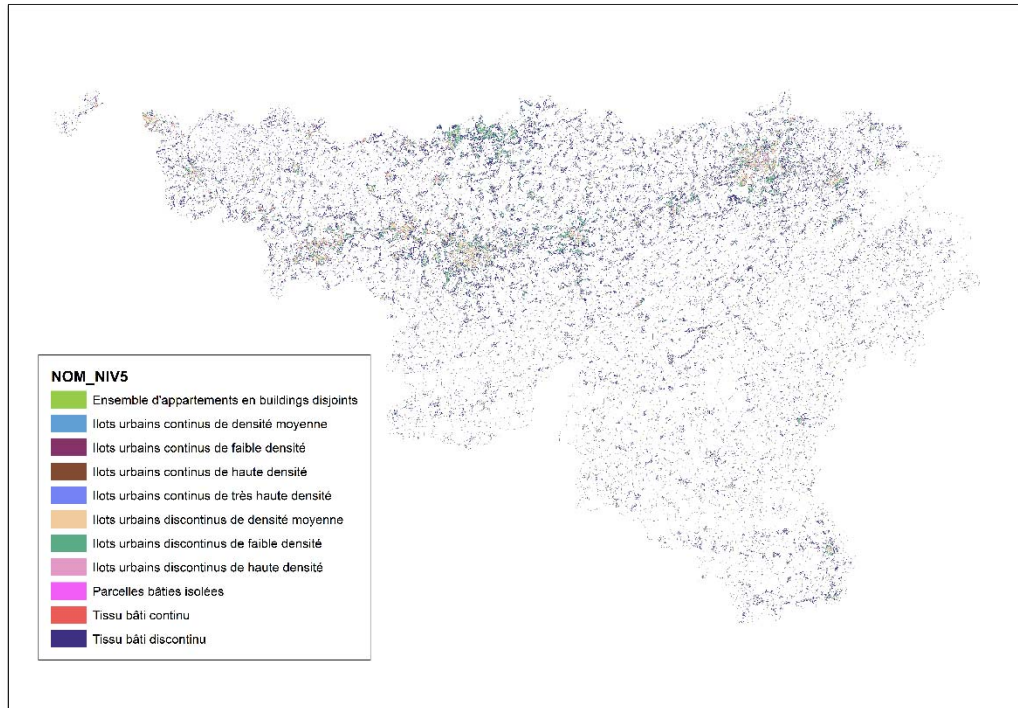 NOM_NIV5
Ensemble d'appartements en buildings disjoints
Ilots urbains continus de densité moyenne
Ilots urbains continus de faible densité
Ilots urbains continus de haute densité
Ilots urbains continus de très haute densité
Ilots urbains discontinus de densité moyenne
Ilots urbains discontinus de faible densité
Ilots urbains discontinus de haute densité
Parcelles bâties isolées
Tissu bâti continu
Tissu bâti discontinu